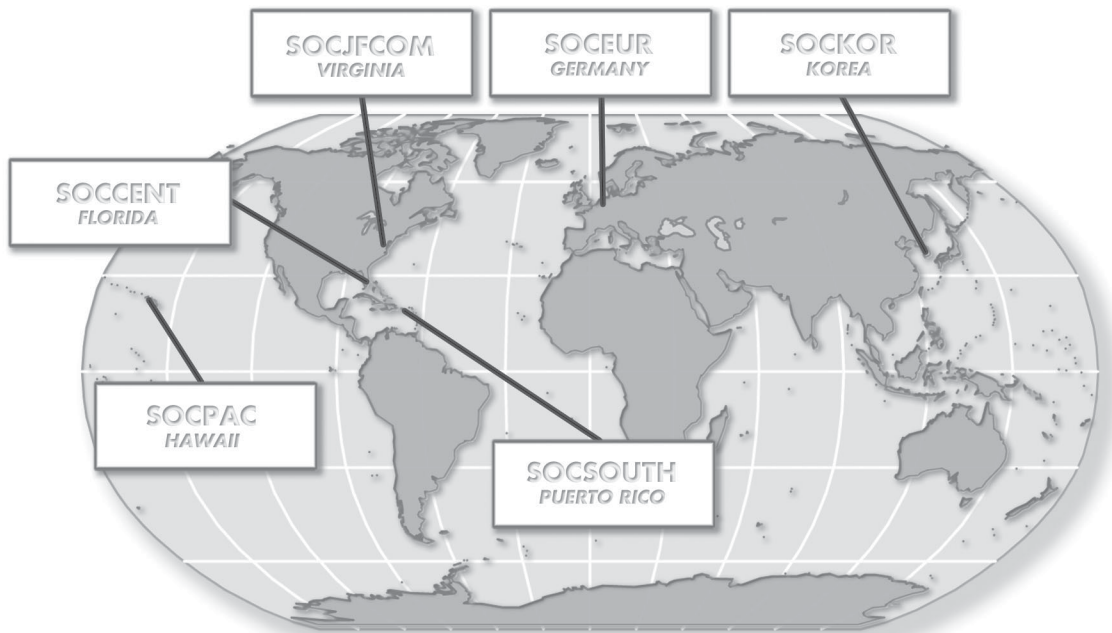 SOCJFCOM
VIRGINIA
SOCEUR
GERMANY
SOCKOR
KOREA
SOCCENT
FLORIDA
SOCPAC
HAWAII
SOCSOUTH
PUERTO RICO